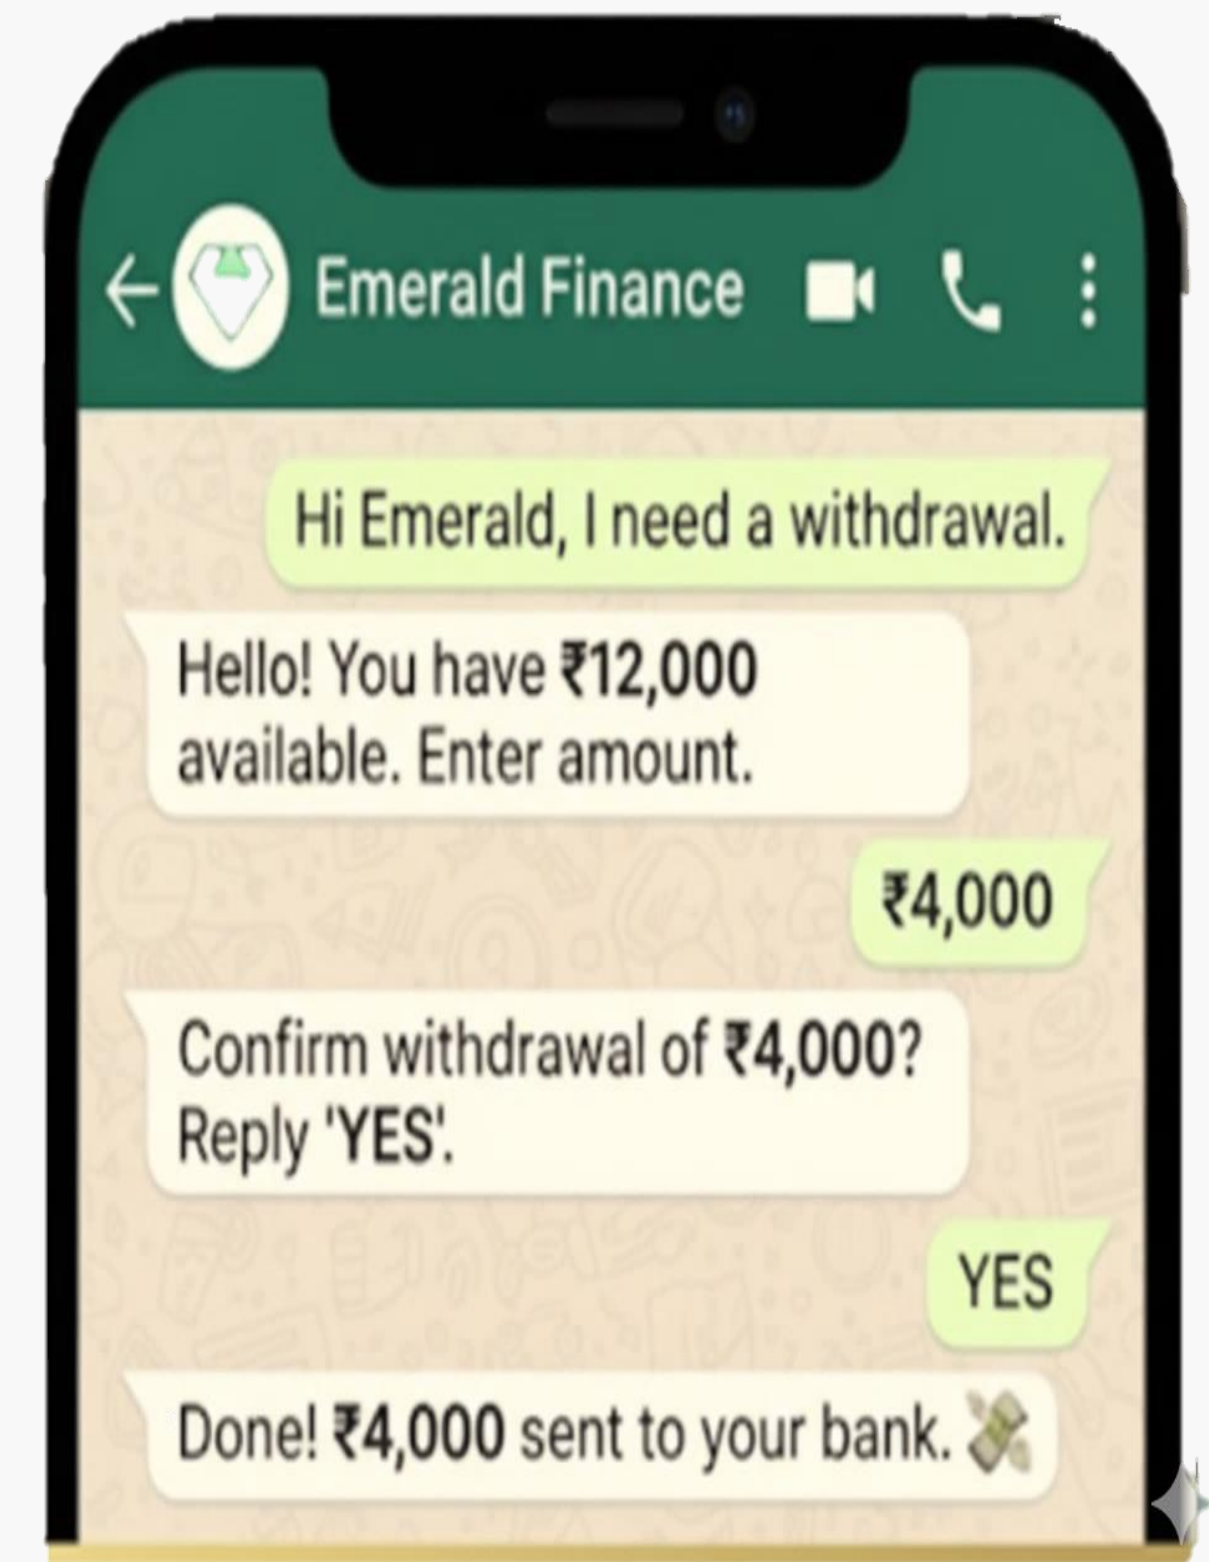 Emerald Finance
Hi Emerald, I need a withdrawal.
Hello! You have ₹12,000
available. Enter amount.
₹4,000
Confirm withdrawal of ₹4,000?
Reply 'YES'.
YES
Done! ₹4,000 sent to your bank. 💸